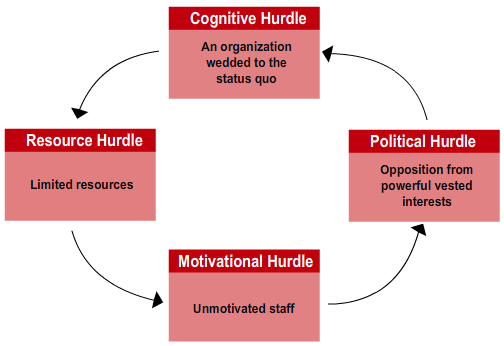 Cognitive Hurdle
An organization
wedded to the
status quo
Resource Hurdle
Limited resources
Political Hurdle
Opposition from
powerful vested
interests
Motivational Hurdle
Unmotivated staff